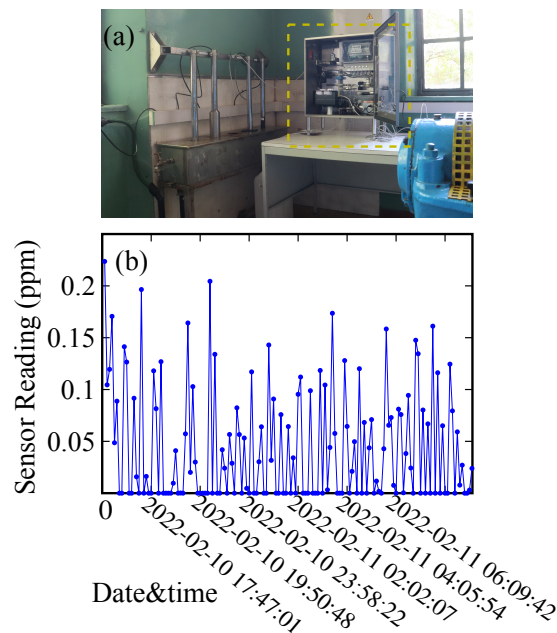 (a)
(b)
Sensor Reading (ppm)
0.2
0.15
0.1
0.05
0
2022-02-10 17:47:01
2022-02-10 19:50:48
2022-02-10 23:58:22
2022-02-11 02:02:07
2022-02-11 04:05:54
2022-02-11 06:09:42
Date&time